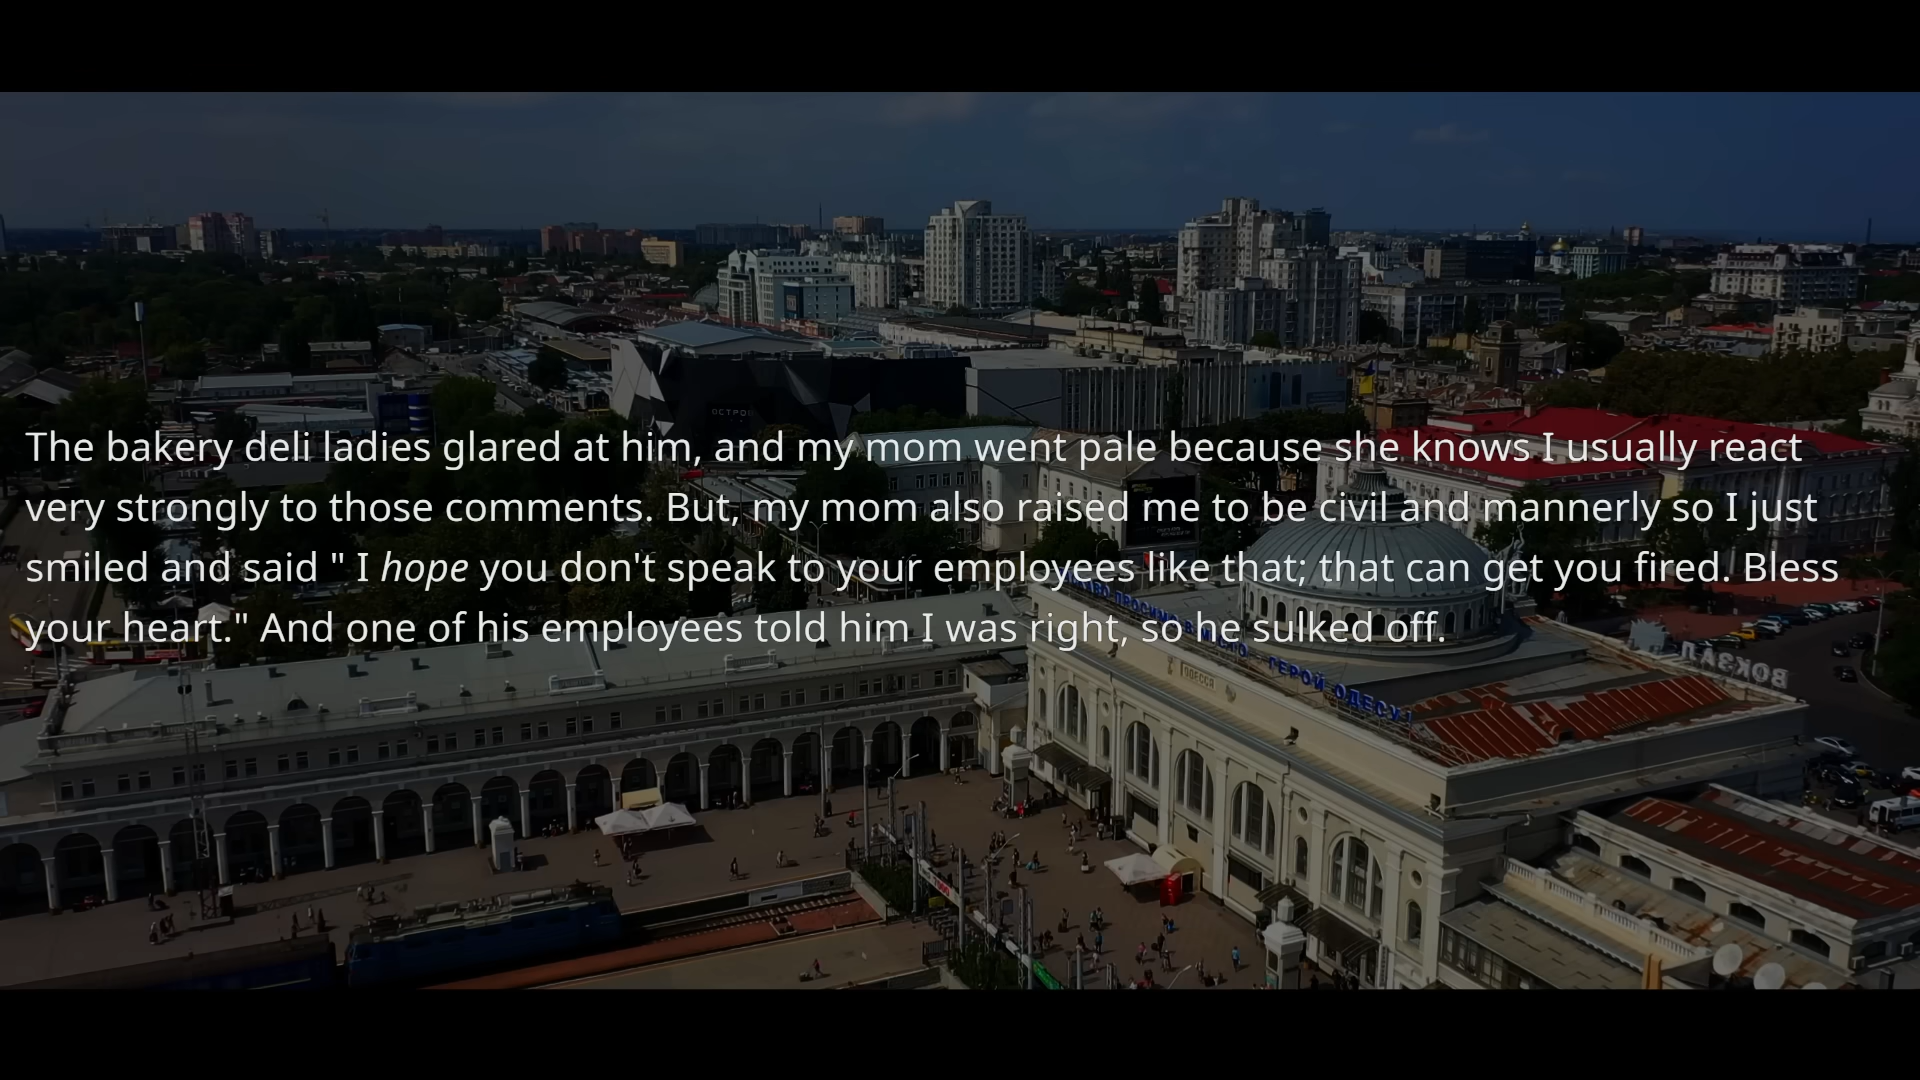 ОСТРОВ
The bakery deli ladies glared at him, and my mom went pale because she knows I usually react
very strongly to those comments. But, my mom also raised me to be civil and mannerly so I just
smiled and said " I hope you don't speak to your employees like that; that can get you fired. Bless
your heart." And one of his employees told him I was right, so he sulked off.
ГЕРОЙ ОДЕСУ!
ОДЕССА
ВОКЗАЛ